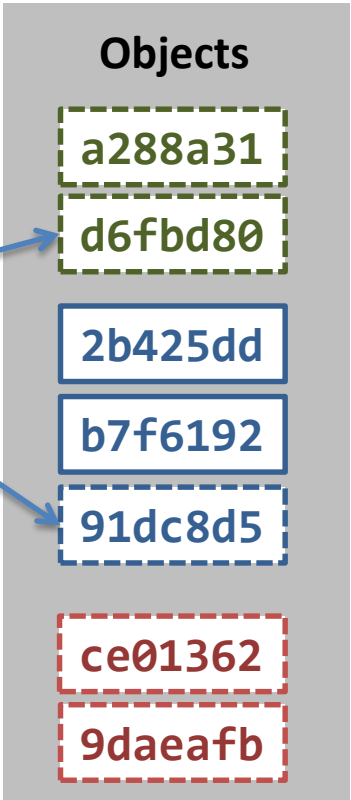 Objects
a288a31
d6fbd80
2b425dd
b7f6192
91dc8d5
ce01362
9daeafb